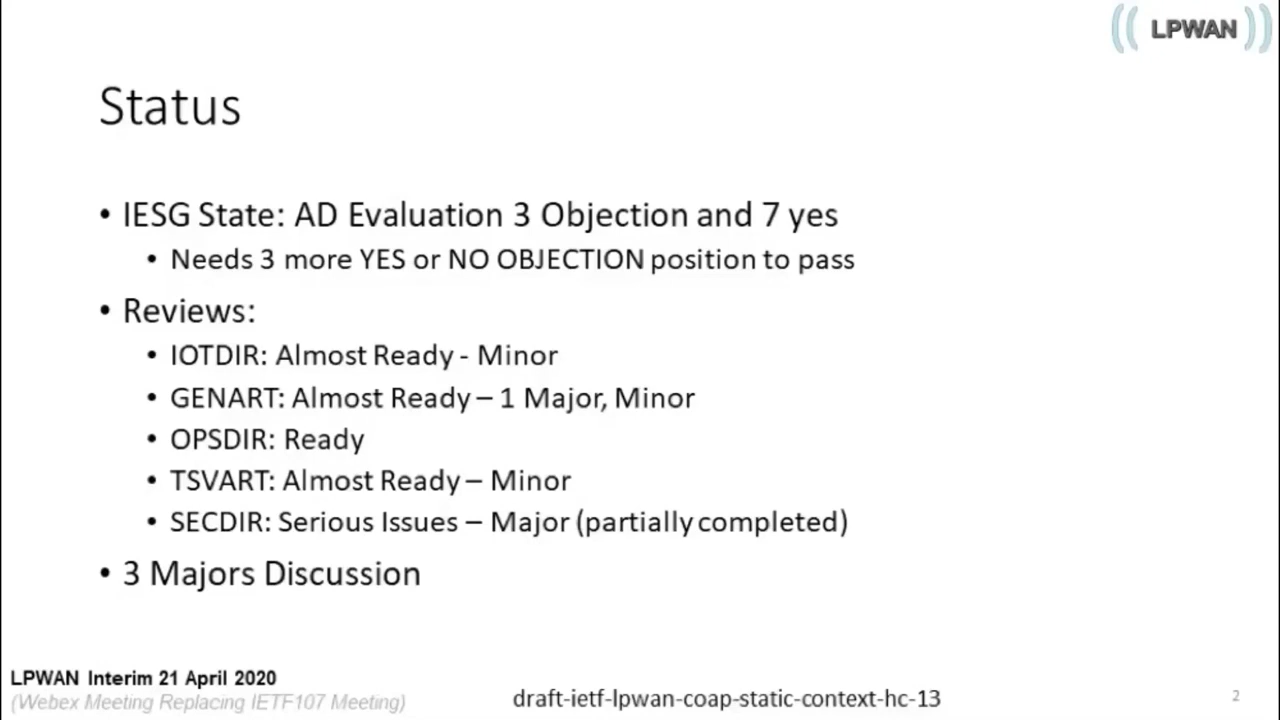 LPWAN
Status
• IESG State: AD Evaluation 3 Objection and 7 yes
• Needs 3 more YES or NO OBJECTION position to pass
• Reviews:
• IOTDIR: Almost Ready - Minor
• GENART: Almost Ready – 1 Major, Minor
• OPSDIR: Ready
• TSVART: Almost Ready – Minor
• SECDIR: Serious Issues – Major (partially completed)
• 3 Majors Discussion
LPWAN Interim 21 April 2020
(Webex Meeting Replacing IETF107 Meeting)
draft-ietf-lpwan-coap-static-context-hc-13
2